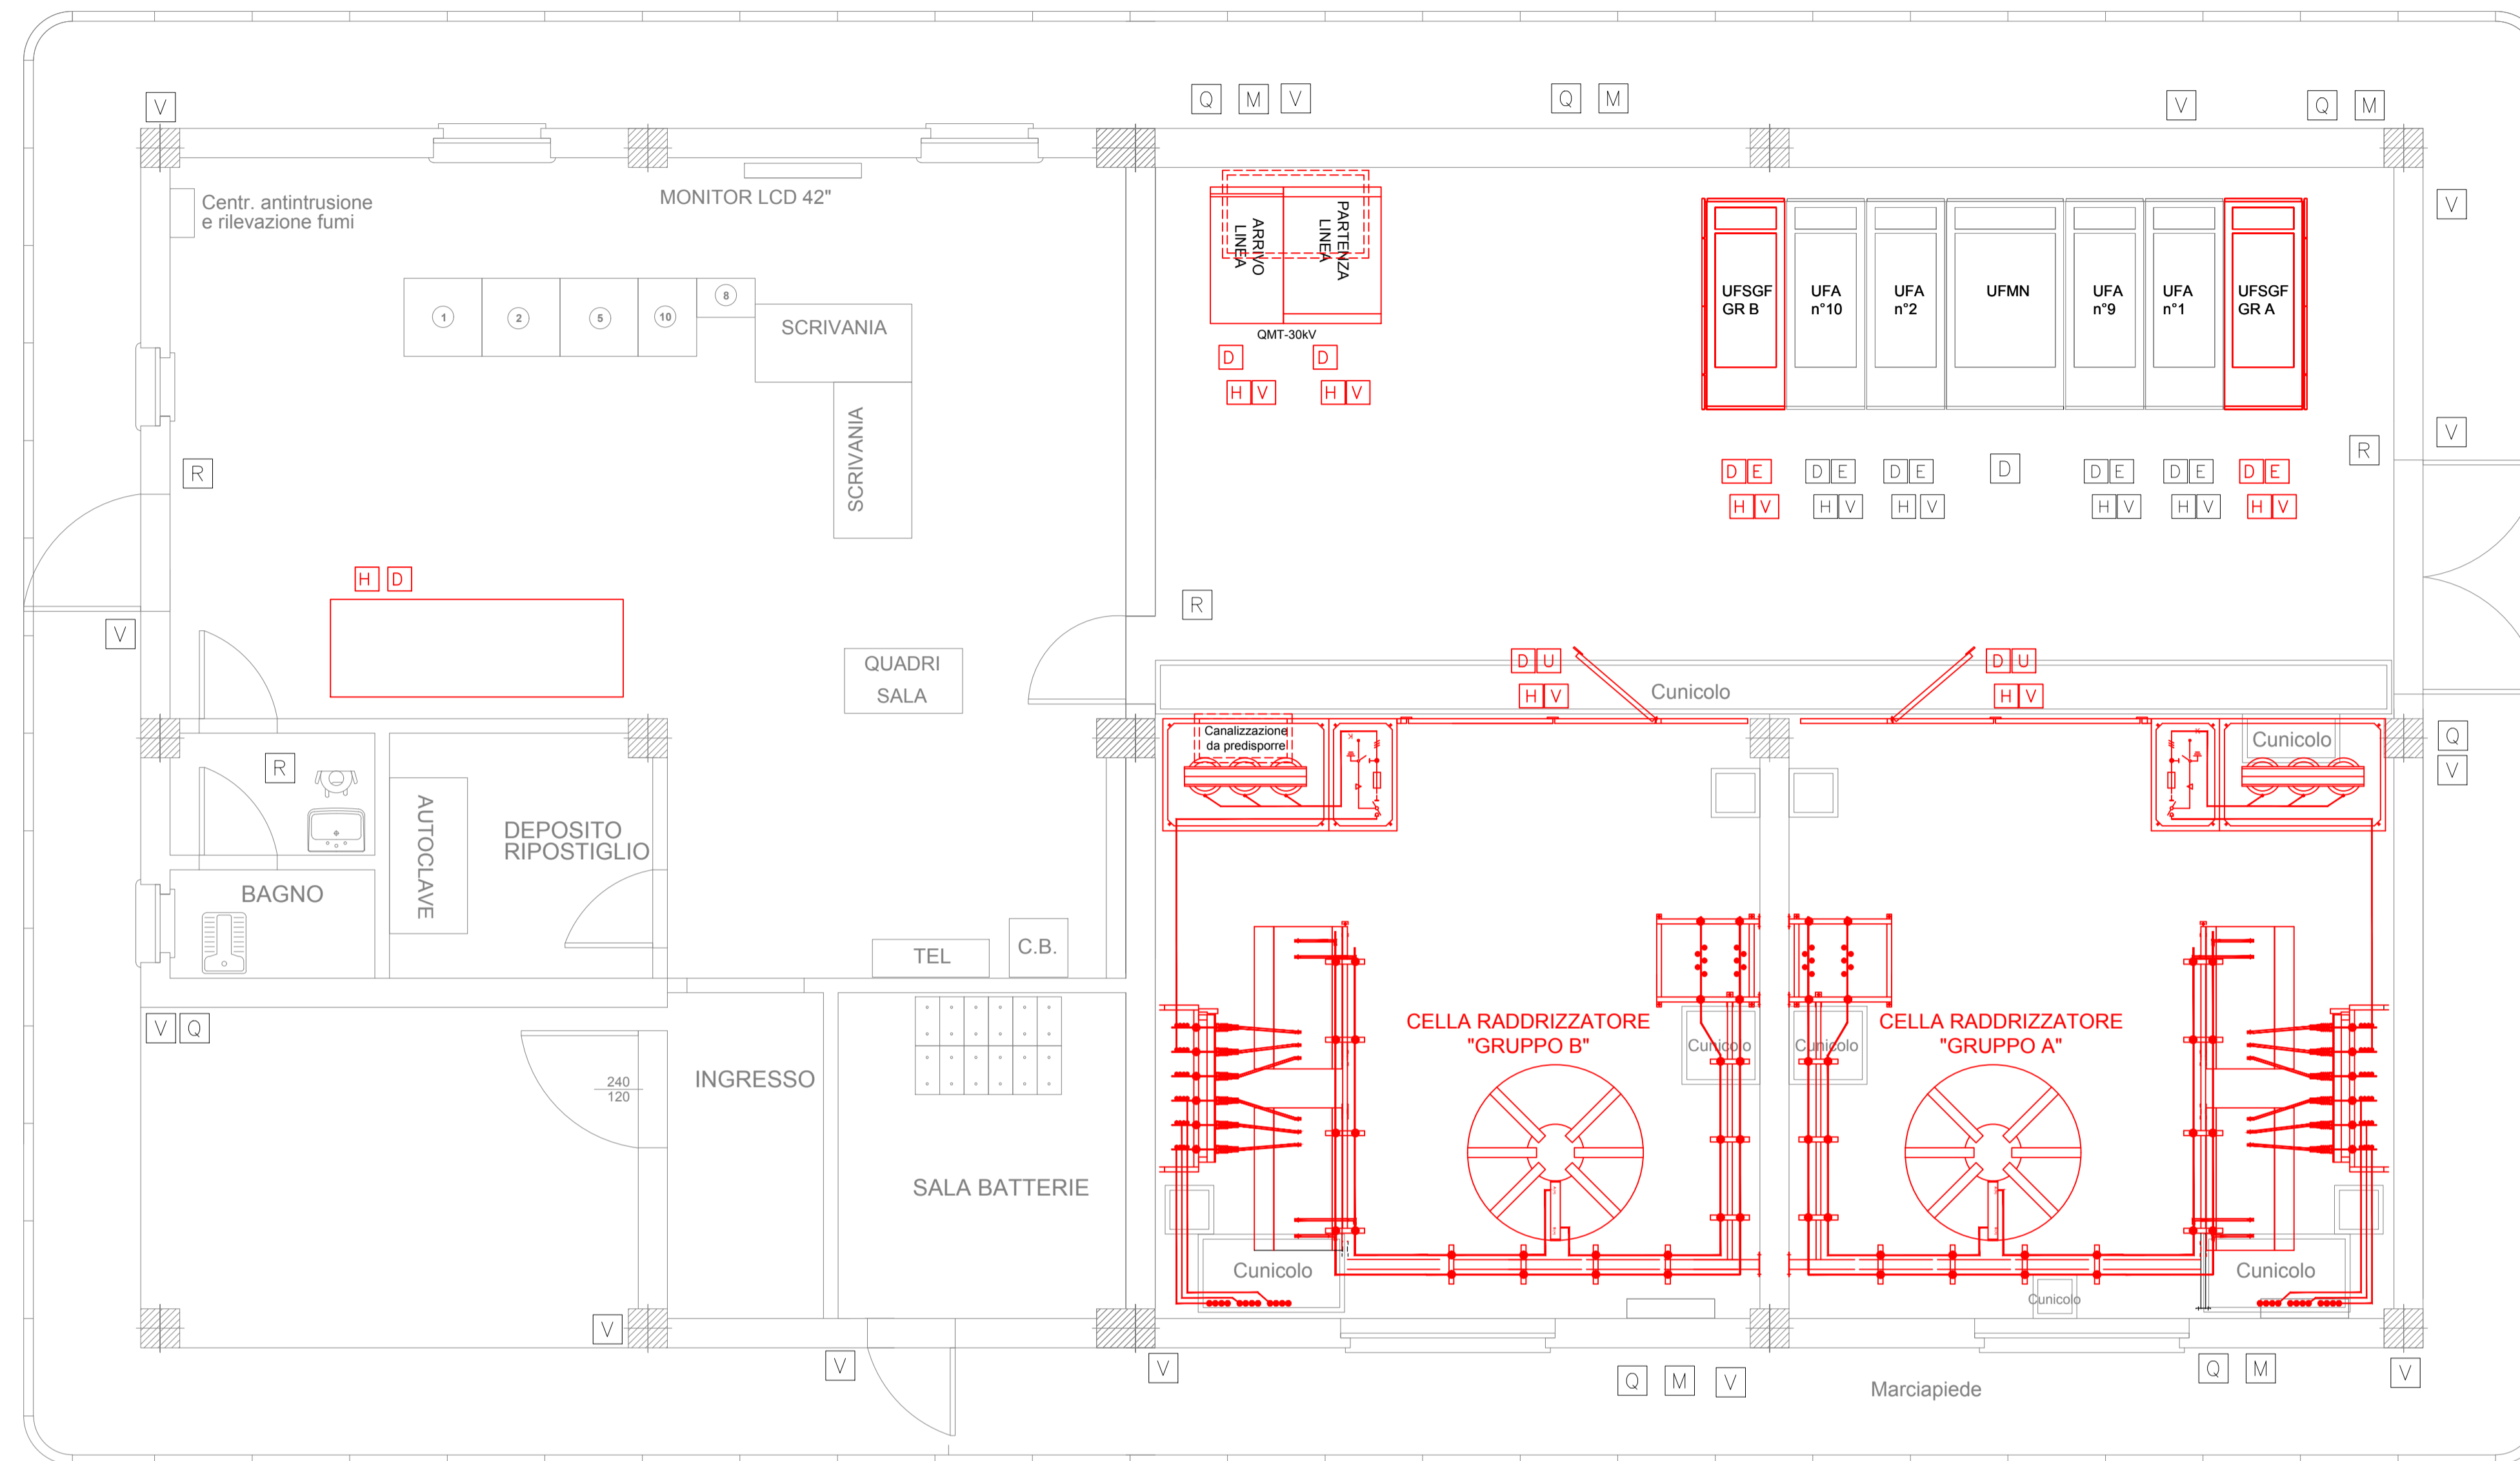 V
Q M V
Q M
V
Q M
Centr. antintrusione
e rilevazione fumi
MONITOR LCD 42"
1
2
5
10
8
SCRIVANIA
SCRIVANIA
ARRIVO
LINEA
PARTENZA
LINEA
QMT-30kV
D
D
H V
H V
UFSGF
GR B
UFA
n°10
UFA
n°2
UFMN
UFA
n°9
UFA
n°1
UFSGF
GR A
V
V
R
R
D E
D E
D E
D
D E
D E
D E
H V
H V
H V
H V
H V
H V
H D
V
R
QUADRI
SALA
D U
H V
D U
H V
Cunicolo
Canalizzazione
da predisporre
Cunicolo
Q
V
R
AUTOCLAVE
DEPOSITO
RIPOSTIGLIO
BAGNO
TEL
C.B.
V Q
240
120
INGRESSO
SALA BATTERIE
CELLA RADDRIZZATORE
"GRUPPO B"
Cunicolo
Cunicolo
CELLA RADDRIZZATORE
"GRUPPO A"
Cunicolo
Cunicolo
Cunicolo
V
V
V
Q M V
Marciapiede
Q M
V